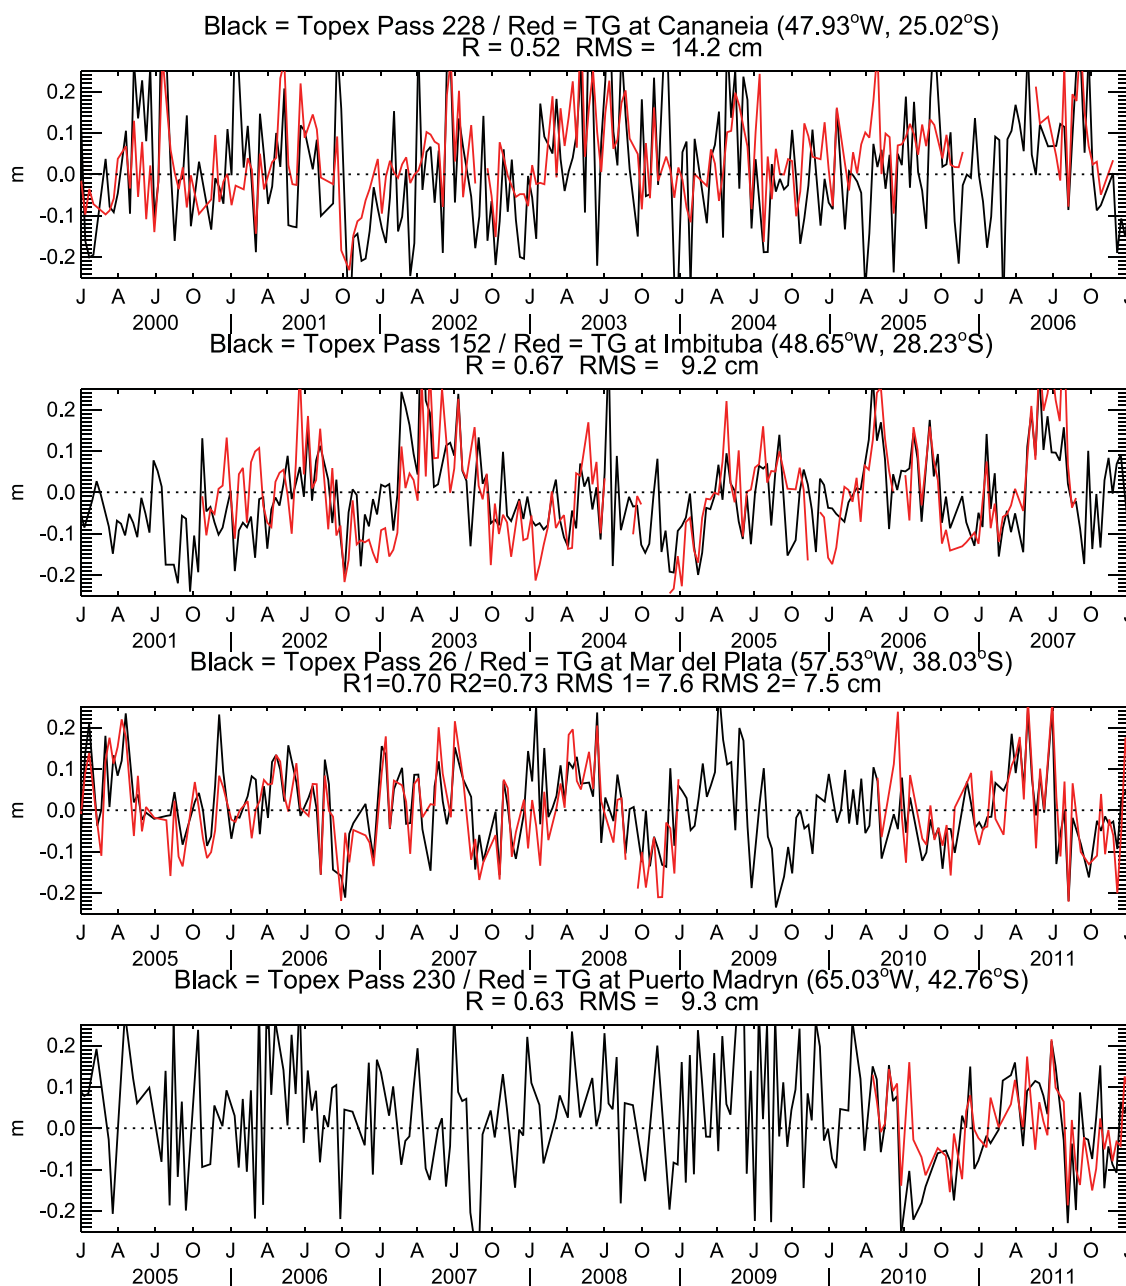 Black = Topex Pass 228 / Red = TG at Cananeia (47.93°W, 25.02°S)
R = 0.52 RMS = 14.2 cm
0.2
0.1
0.0
-0.1
-0.2
m
J A J O J A J O J A J O J A J O J A J O J A J O J A J O J
2000 | 2001 | 2002 | 2003 | 2004 | 2005 | 2006
Black = Topex Pass 152 / Red = TG at Imbituba (48.65°W, 28.23°S)
R = 0.67 RMS = 9.2 cm
0.2
0.1
0.0
-0.1
-0.2
m
J A J O J A J O J A J O J A J O J A J O J A J O J A J O J
2001 | 2002 | 2003 | 2004 | 2005 | 2006 | 2007
Black = Topex Pass 26 / Red = TG at Mar del Plata (57.53°W, 38.03°S)
R1=0.70 R2=0.73 RMS 1= 7.6 RMS 2= 7.5 cm
0.2
0.1
0.0
-0.1
-0.2
m
J A J O J A J O J A J O J A J O J A J O J A J O J A J O J
2005 | 2006 | 2007 | 2008 | 2009 | 2010 | 2011
Black = Topex Pass 230 / Red = TG at Puerto Madryn (65.03°W, 42.76°S)
R = 0.63 RMS = 9.3 cm
0.2
0.1
0.0
-0.1
-0.2
m
J A J O J A J O J A J O J A J O J A J O J A J O J A J O J
2005 | 2006 | 2007 | 2008 | 2009 | 2010 | 2011